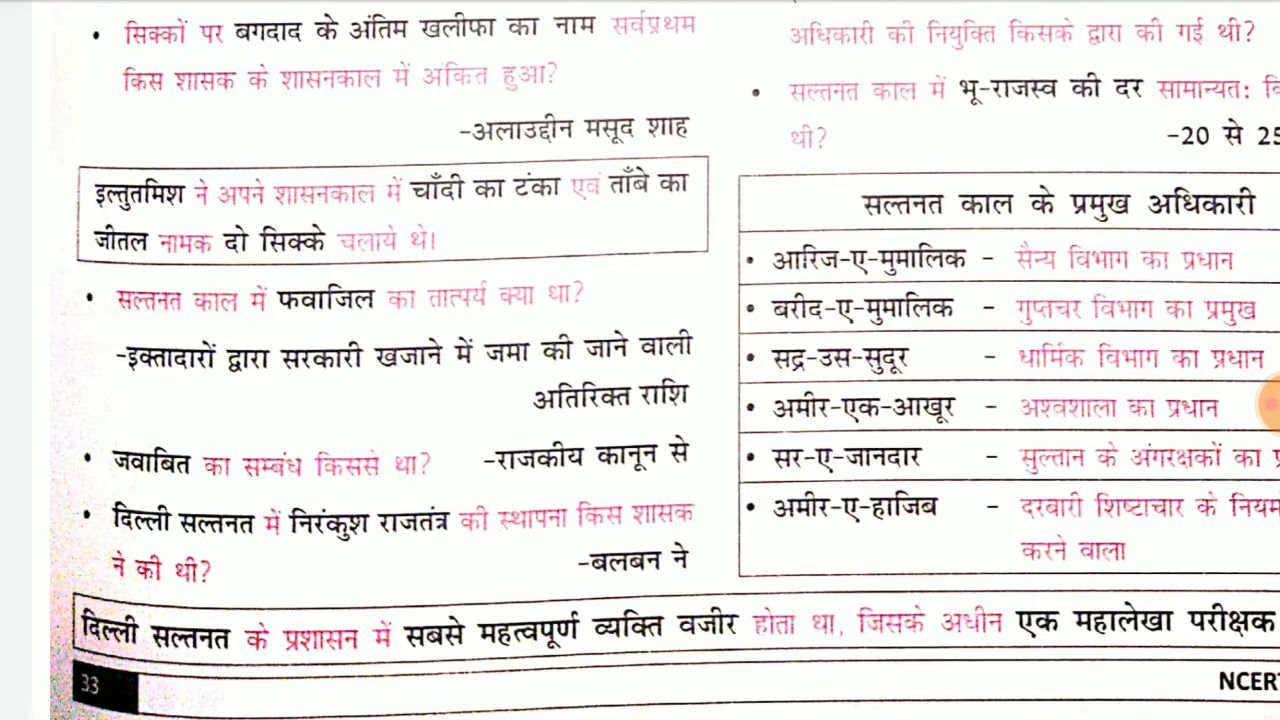 • सिक्कों पर बगदाद के अंतिम खलीफा का नाम सर्वप्रथम
किस शासक के शासनकाल में अंकित हुआ?
-अलाउद्दीन मसूद शाह
इल्तुतमिश ने अपने शासनकाल में चाँदी का टंका एवं ताँबे का
जीतल नामक दो सिक्के चलाये थे।
• सल्तनत काल में फवाजिल का तात्पर्य क्या था?
-इक्तादारों द्वारा सरकारी खजाने में जमा की जाने वाली
अतिरिक्त राशि
• जवाबित का सम्बंध किससे था? -राजकीय कानून से
• दिल्ली सल्तनत में निरंकुश राजतंत्र की स्थापना किस शासक
ने की थी? -बलबन ने
अधिकारी की नियुक्ति किसके द्वारा की गई थी?
• सल्तनत काल में भू-राजस्व की दर सामान्यत:
थी? -20 से 25
सल्तनत काल के प्रमुख अधिकारी
• आरिज-ए-मुमालिक - सैन्य विभाग का प्रधान
• बरीद-ए-मुमालिक - गुप्तचर विभाग का प्रमुख
• सद्र-उस-सुदूर - धार्मिक विभाग का प्रधान
• अमीर-एक-आखूर - अश्वशाला का प्रधान
• सर-ए-जानदार - सुल्तान के अंगरक्षकों का
• अमीर-ए-हाजिब - दरबारी शिष्टाचार के नियम
करने वाला
दिल्ली सल्तनत के प्रशासन में सबसे महत्वपूर्ण व्यक्ति वजीर होता था, जिसके अधीन एक महालेखा परीक्षक
33
NCERT